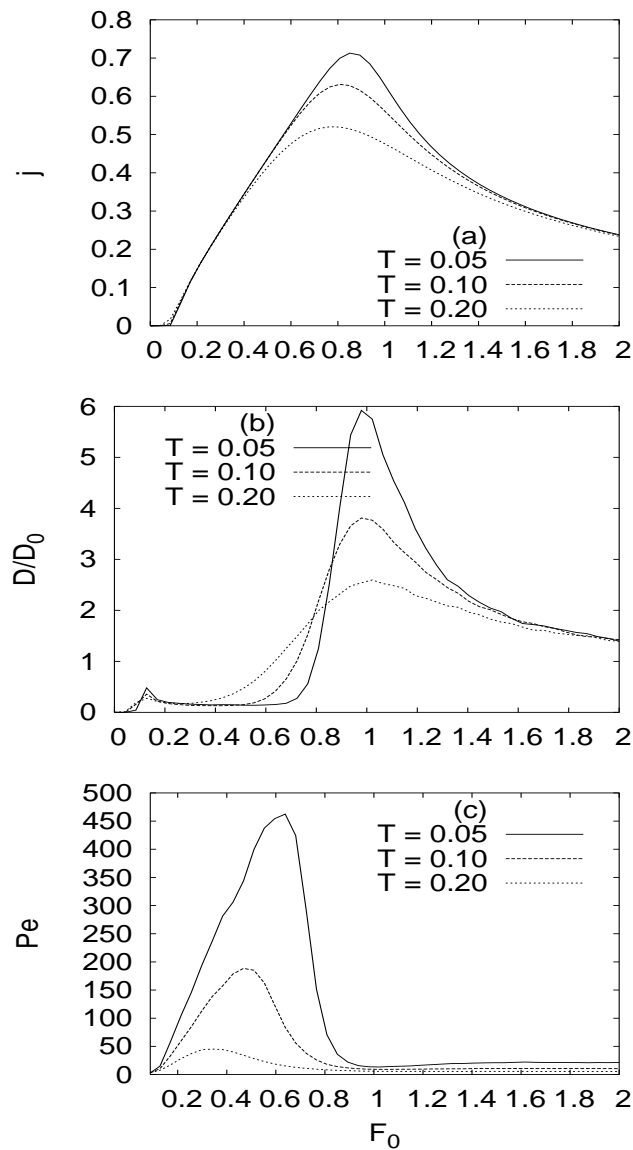 0.8
0.7
0.6
0.5
0.4
0.3
0.2
0.1
0
j
(a)
T = 0.05
T = 0.10
T = 0.20
0 0.2 0.4 0.6 0.8 1 1.2 1.4 1.6 1.8 2
6
5
4
3
2
1
0
D/D0
(b)
T = 0.05
T = 0.10
T = 0.20
0 0.2 0.4 0.6 0.8 1 1.2 1.4 1.6 1.8 2
500
450
400
350
300
250
200
150
100
50
0
Pe
(c)
T = 0.05
T = 0.10
T = 0.20
0.2 0.4 0.6 0.8 1 1.2 1.4 1.6 1.8 2
F0